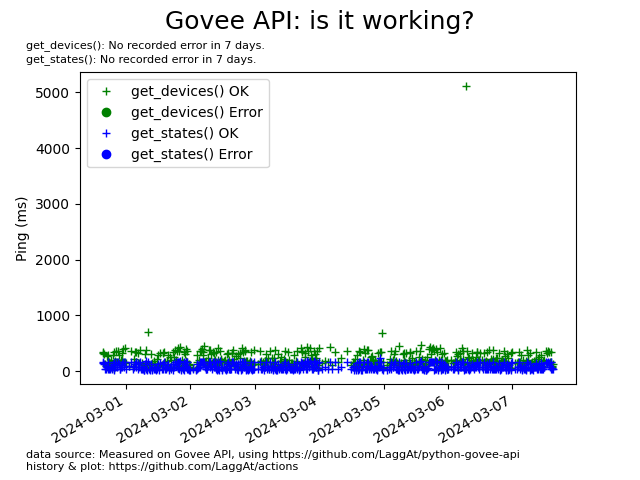 Govee API: is it working?
get_devices(): No recorded error in 7 days.
get_states(): No recorded error in 7 days.
get_devices() OK
get_devices() Error
get_states() OK
get_states() Error
Ping (ms)
5000
4000
3000
2000
1000
0
2024-03-01
2024-03-02
2024-03-03
2024-03-04
2024-03-05
2024-03-06
2024-03-07
data source: Measured on Govee API, using https://github.com/LaggAt/python-govee-api
history & plot: https://github.com/LaggAt/actions